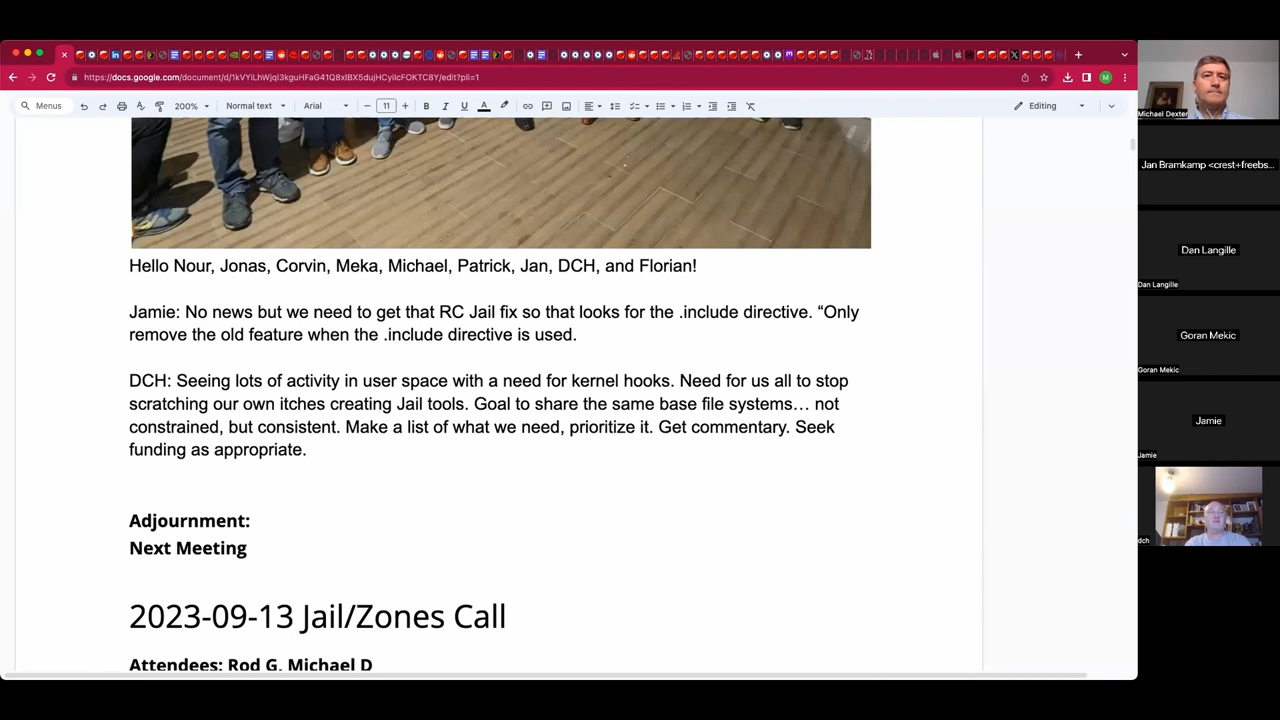 https://docs.google.com/document/d/1kVYiLhWjqI3kguHFaG41Q8xIBX5dujHCyiIcFOKTC8Y/edit?pli=1
M
Menus
200%
Normal text
Arial
11
B
I
U
A
Editing
Hello Nour, Jonas, Corvin, Meka, Michael, Patrick, Jan, DCH, and Florian!
Jamie: No news but we need to get that RC Jail fix so that looks for the .include directive. “Only
remove the old feature when the .include directive is used.
DCH: Seeing lots of activity in user space with a need for kernel hooks. Need for us all to stop
scratching our own itches creating Jail tools. Goal to share the same base file systems… not
constrained, but consistent. Make a list of what we need, prioritize it. Get commentary. Seek
funding as appropriate.
Adjournment:
Next Meeting
2023-09-13 Jail/Zones Call
Attendees: Rod G, Michael D
Michael Dexter
Jan Bramkamp <crest+freebs...
Dan Langille
Dan Langille
Goran Mekic
Goran Mekic
Jamie
Jamie
dch